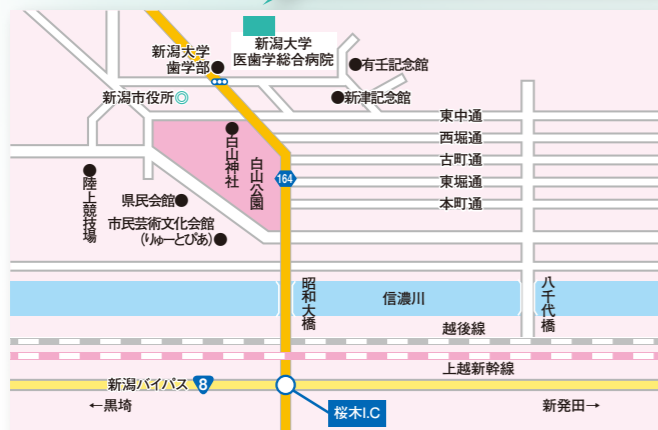 新潟大学
医歯学総合病院
新潟大学
歯学部
有壬記念館
新潟市役所
新津記念館
東中通
西堀通
古町通
東堀通
本町通
白山神社
白山公園
164
陸上競技場
県民会館
市民芸術文化会館
(りゅーとぴあ)
昭和大橋
信濃川
八千代橋
越後線
上越新幹線
新潟バイパス 8
←黒埼
新発田→
桜木I.C